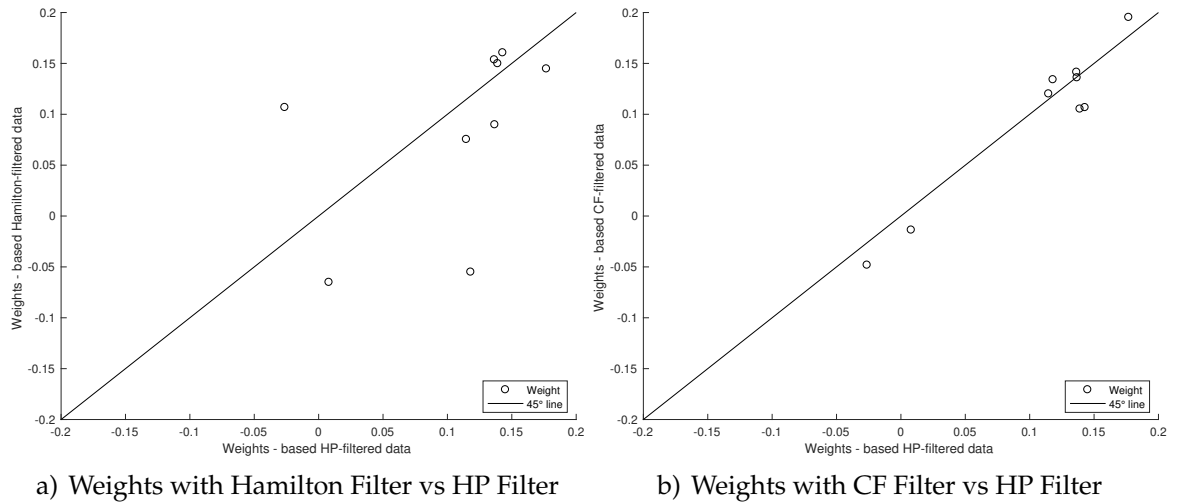 0.2
0.15
0.1
0.05
0
-0.05
-0.1
-0.15
-0.2
Weights - based Hamilton-filtered data
-0.2 -0.15 -0.1 -0.05 0 0.05 0.1 0.15 0.2
Weights - based HP-filtered data
Weight
45° line
a) Weights with Hamilton Filter vs HP Filter
0.2
0.15
0.1
0.05
0
-0.05
-0.1
-0.15
-0.2
Weights - based CF-filtered data
-0.2 -0.15 -0.1 -0.05 0 0.05 0.1 0.15 0.2
Weights - based HP-filtered data
Weight
45° line
b) Weights with CF Filter vs HP Filter